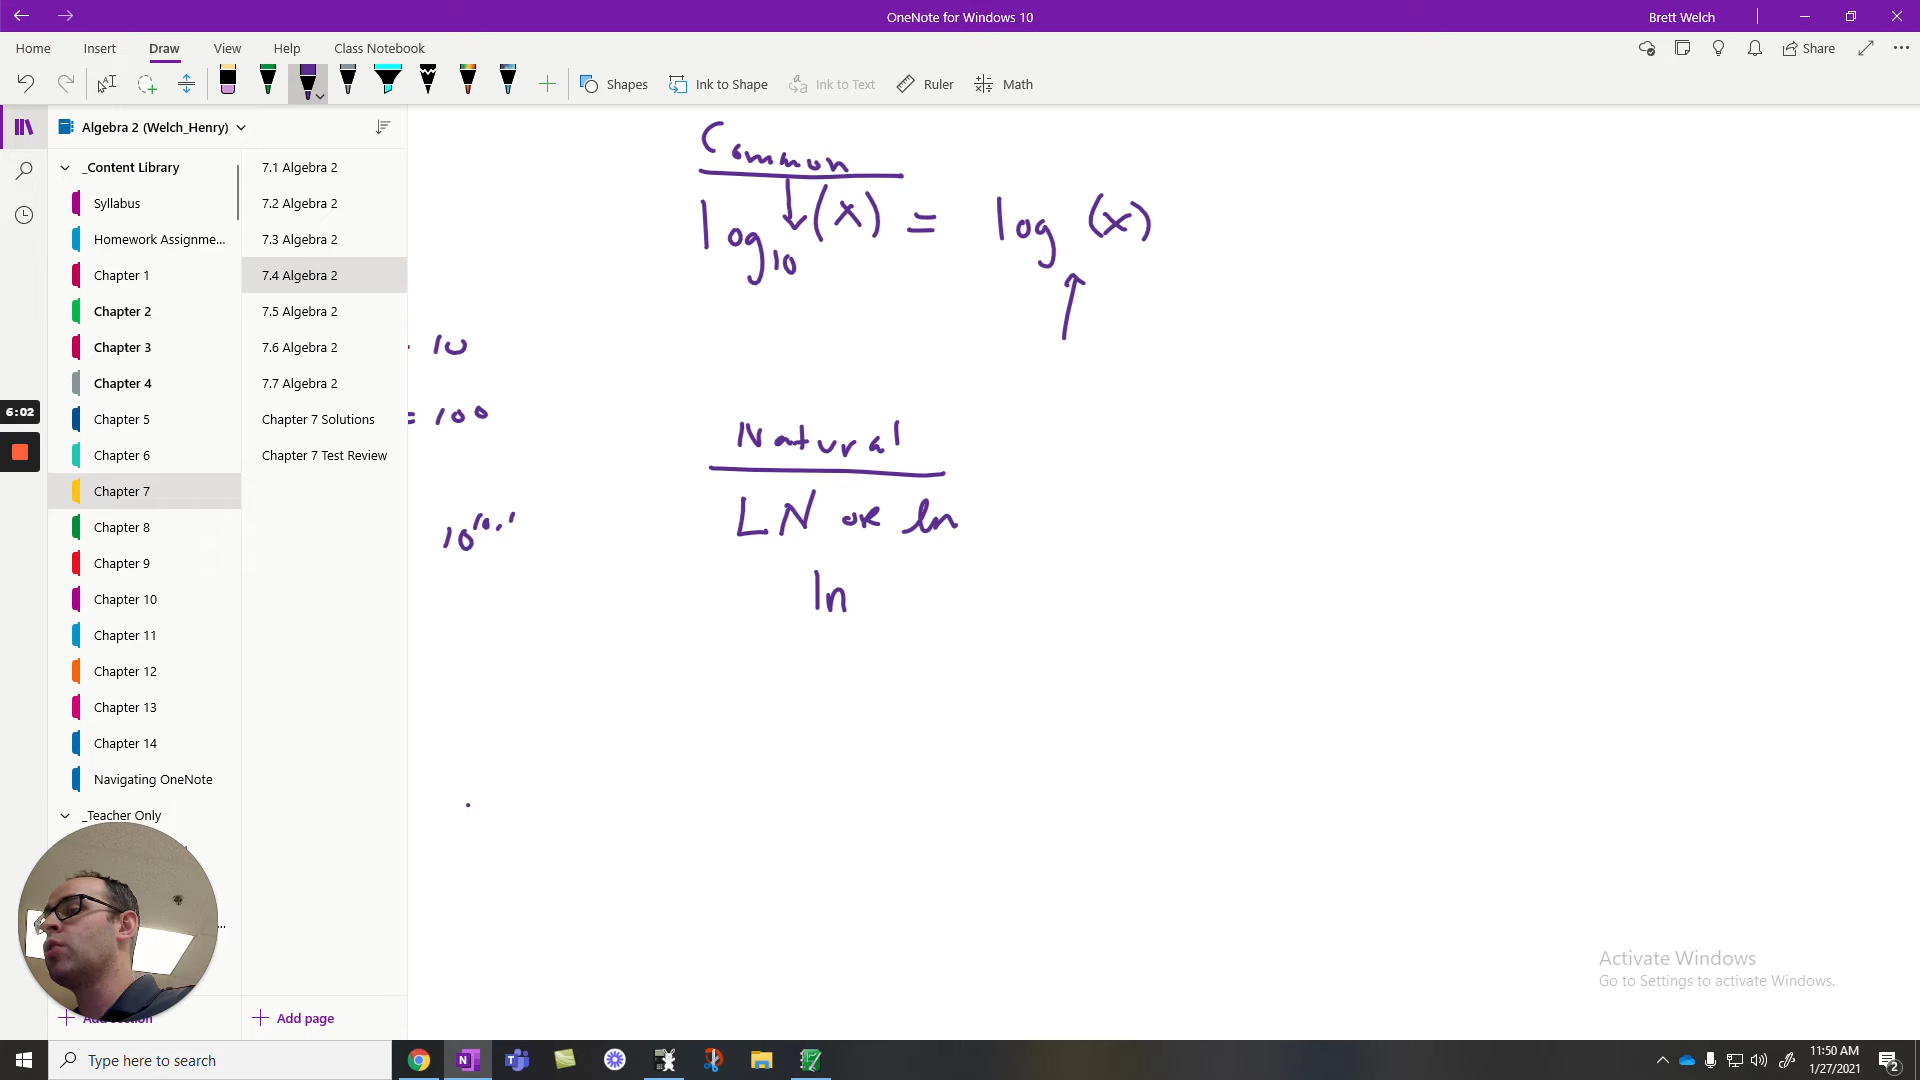 OneNote for Windows 10
Brett Welch
Home Insert Draw View Help Class Notebook
Share
Shapes Ink to Shape Ink to Text Ruler Math
Algebra 2 (Welch_Henry)
_Content Library
Syllabus
Homework Assignme...
Chapter 1
Chapter 2
Chapter 3
Chapter 4
Chapter 5
Chapter 6
Chapter 7
Chapter 8
Chapter 9
Chapter 10
Chapter 11
Chapter 12
Chapter 13
Chapter 14
Navigating OneNote
_Teacher Only
7.1 Algebra 2
7.2 Algebra 2
7.3 Algebra 2
7.4 Algebra 2
7.5 Algebra 2
7.6 Algebra 2
7.7 Algebra 2
Chapter 7 Solutions
Chapter 7 Test Review
Add page
6:02
Common
log₁₀(x) = log (x)
10
= 100
Natural
LN or ln
ln
Activate Windows
Go to Settings to activate Windows.
Type here to search
11:50 AM
1/27/2021
2